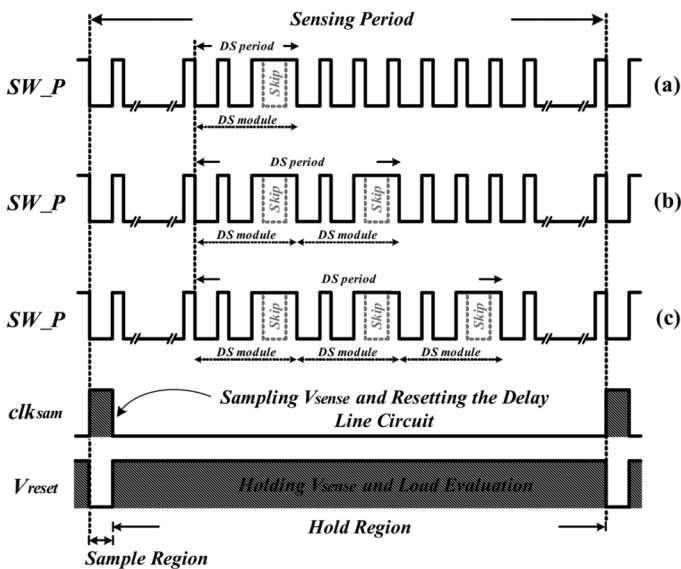 Sensing Period
DS period
SW_P Skip (a)
DS module
DS period
SW_P Skip Skip (b)
DS module DS module
DS period
SW_P Skip Skip Skip (c)
DS module DS module DS module
clksam Sampling Vsense and Resetting the Delay
Line Circuit
Vreset Holding Vsense and Load Evaluation
Hold Region
Sample Region